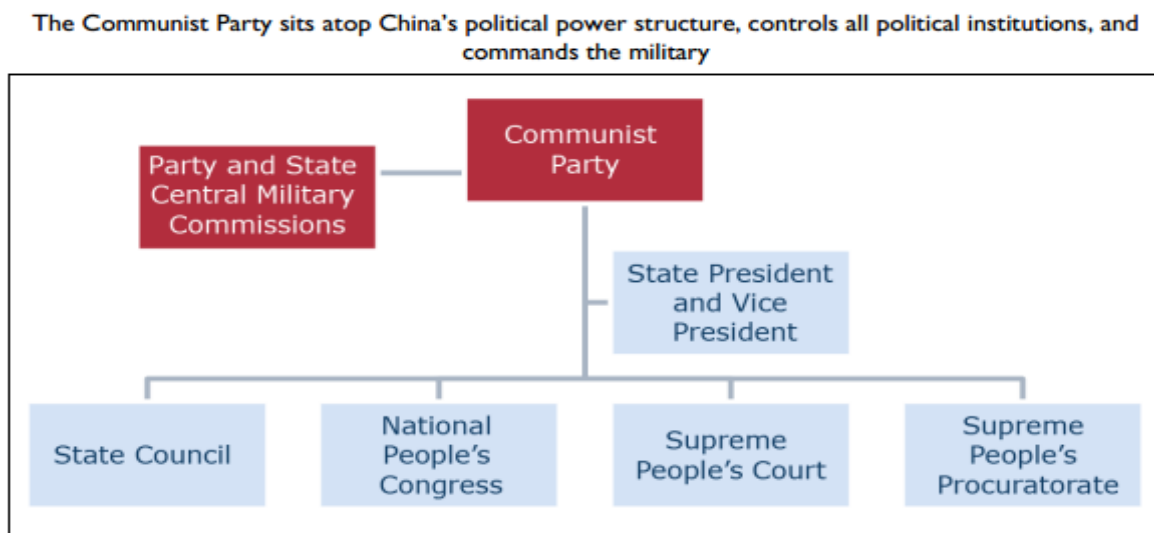 The Communist Party sits atop China’s political power structure, controls all political institutions, and
commands the military
Communist
Party
Party and State
Central Military
Commissions
State President
and Vice
President
State Council
National
People’s
Congress
Supreme
People’s Court
Supreme
People’s
Procuratorate